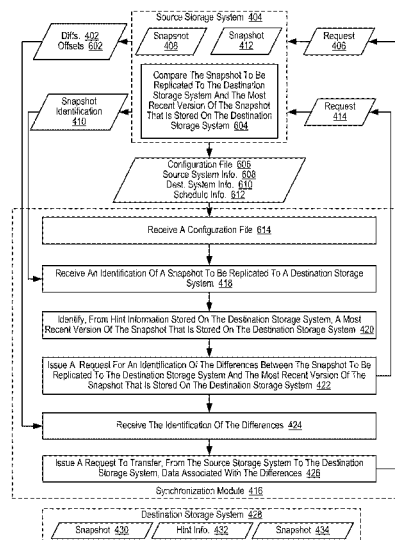 Source Storage System 404
Diffs. 402
Offsets 602
Snapshot
408
Snapshot
412
Request
406
Snapshot
Identification
410
Compare The Snapshot To Be
Replicated To The Destination
Storage System And The Most
Recent Version Of The Snapshot
That Is Stored On The Destination
Storage System 604
Request
414
Configuration File 606
Source System Info. 608
Dest. System Info. 610
Schedule Info. 612
Receive A Configuration File 614
Receive An Identification Of A Snapshot To Be Replicated To A Destination Storage
System 418
Identify, From Hint Information Stored On The Destination Storage System, A Most
Recent Version Of The Snapshot That Is Stored On The Destination Storage System 420
Issue A Request For An Identification Of The Differences Between The Snapshot To Be
Replicated To The Destination Storage System And The Most Recent Version Of The
Snapshot That Is Stored On The Destination Storage System 422
Receive The Identification Of The Differences 424
Issue A Request To Transfer, From The Source Storage System To The Destination
Storage System, Data Associated With The Differences 426
Synchronization Module 416
Destination Storage System 428
Snapshot 430
Hint Info. 432
Snapshot 434